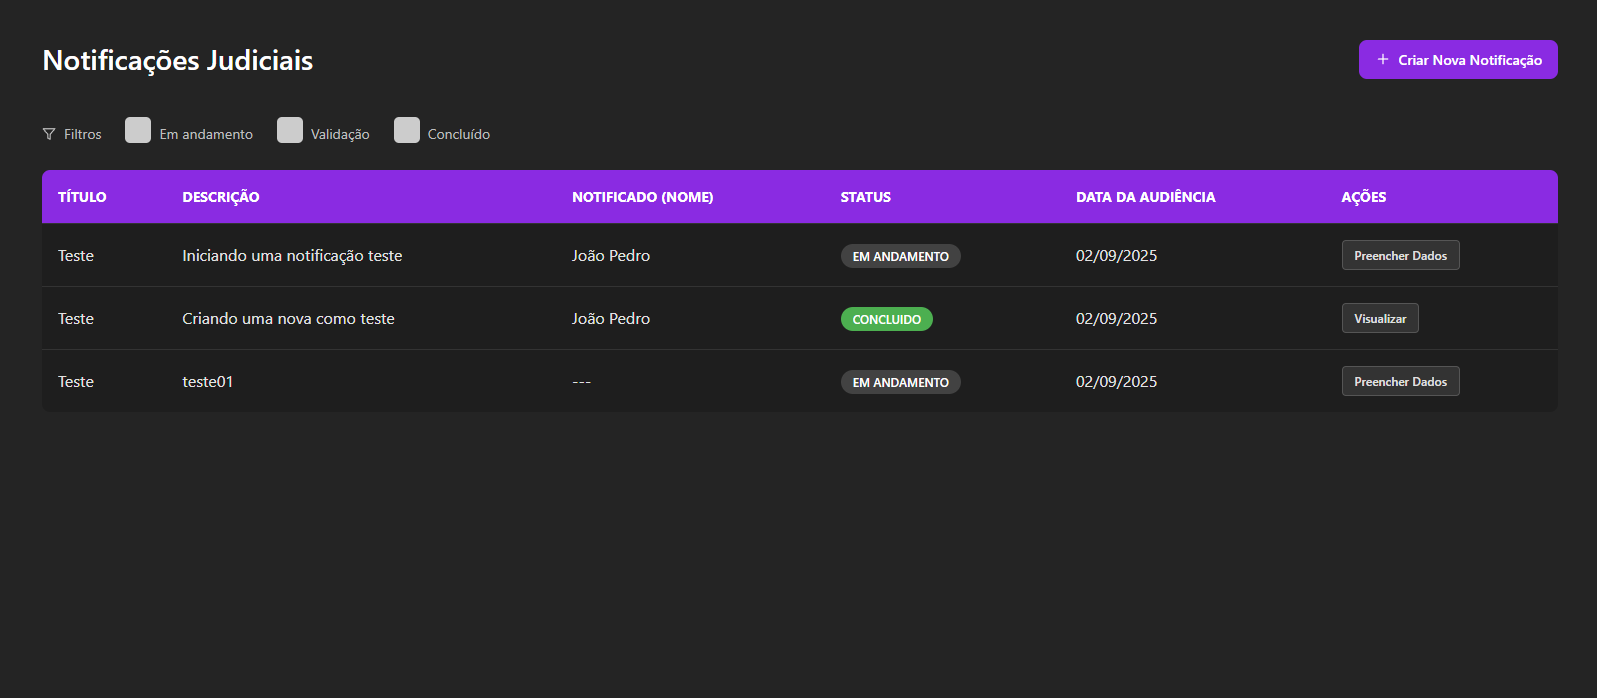 Notificações Judiciais
+ Criar Nova Notificação
Filtros Em andamento Validação Concluído
TÍTULO DESCRIÇÃO NOTIFICADO (NOME) STATUS DATA DA AUDIÊNCIA AÇÕES
Teste Iniciando uma notificação teste João Pedro EM ANDAMENTO 02/09/2025 Preencher Dados
Teste Criando uma nova como teste João Pedro CONCLUIDO 02/09/2025 Visualizar
Teste teste01 --- EM ANDAMENTO 02/09/2025 Preencher Dados